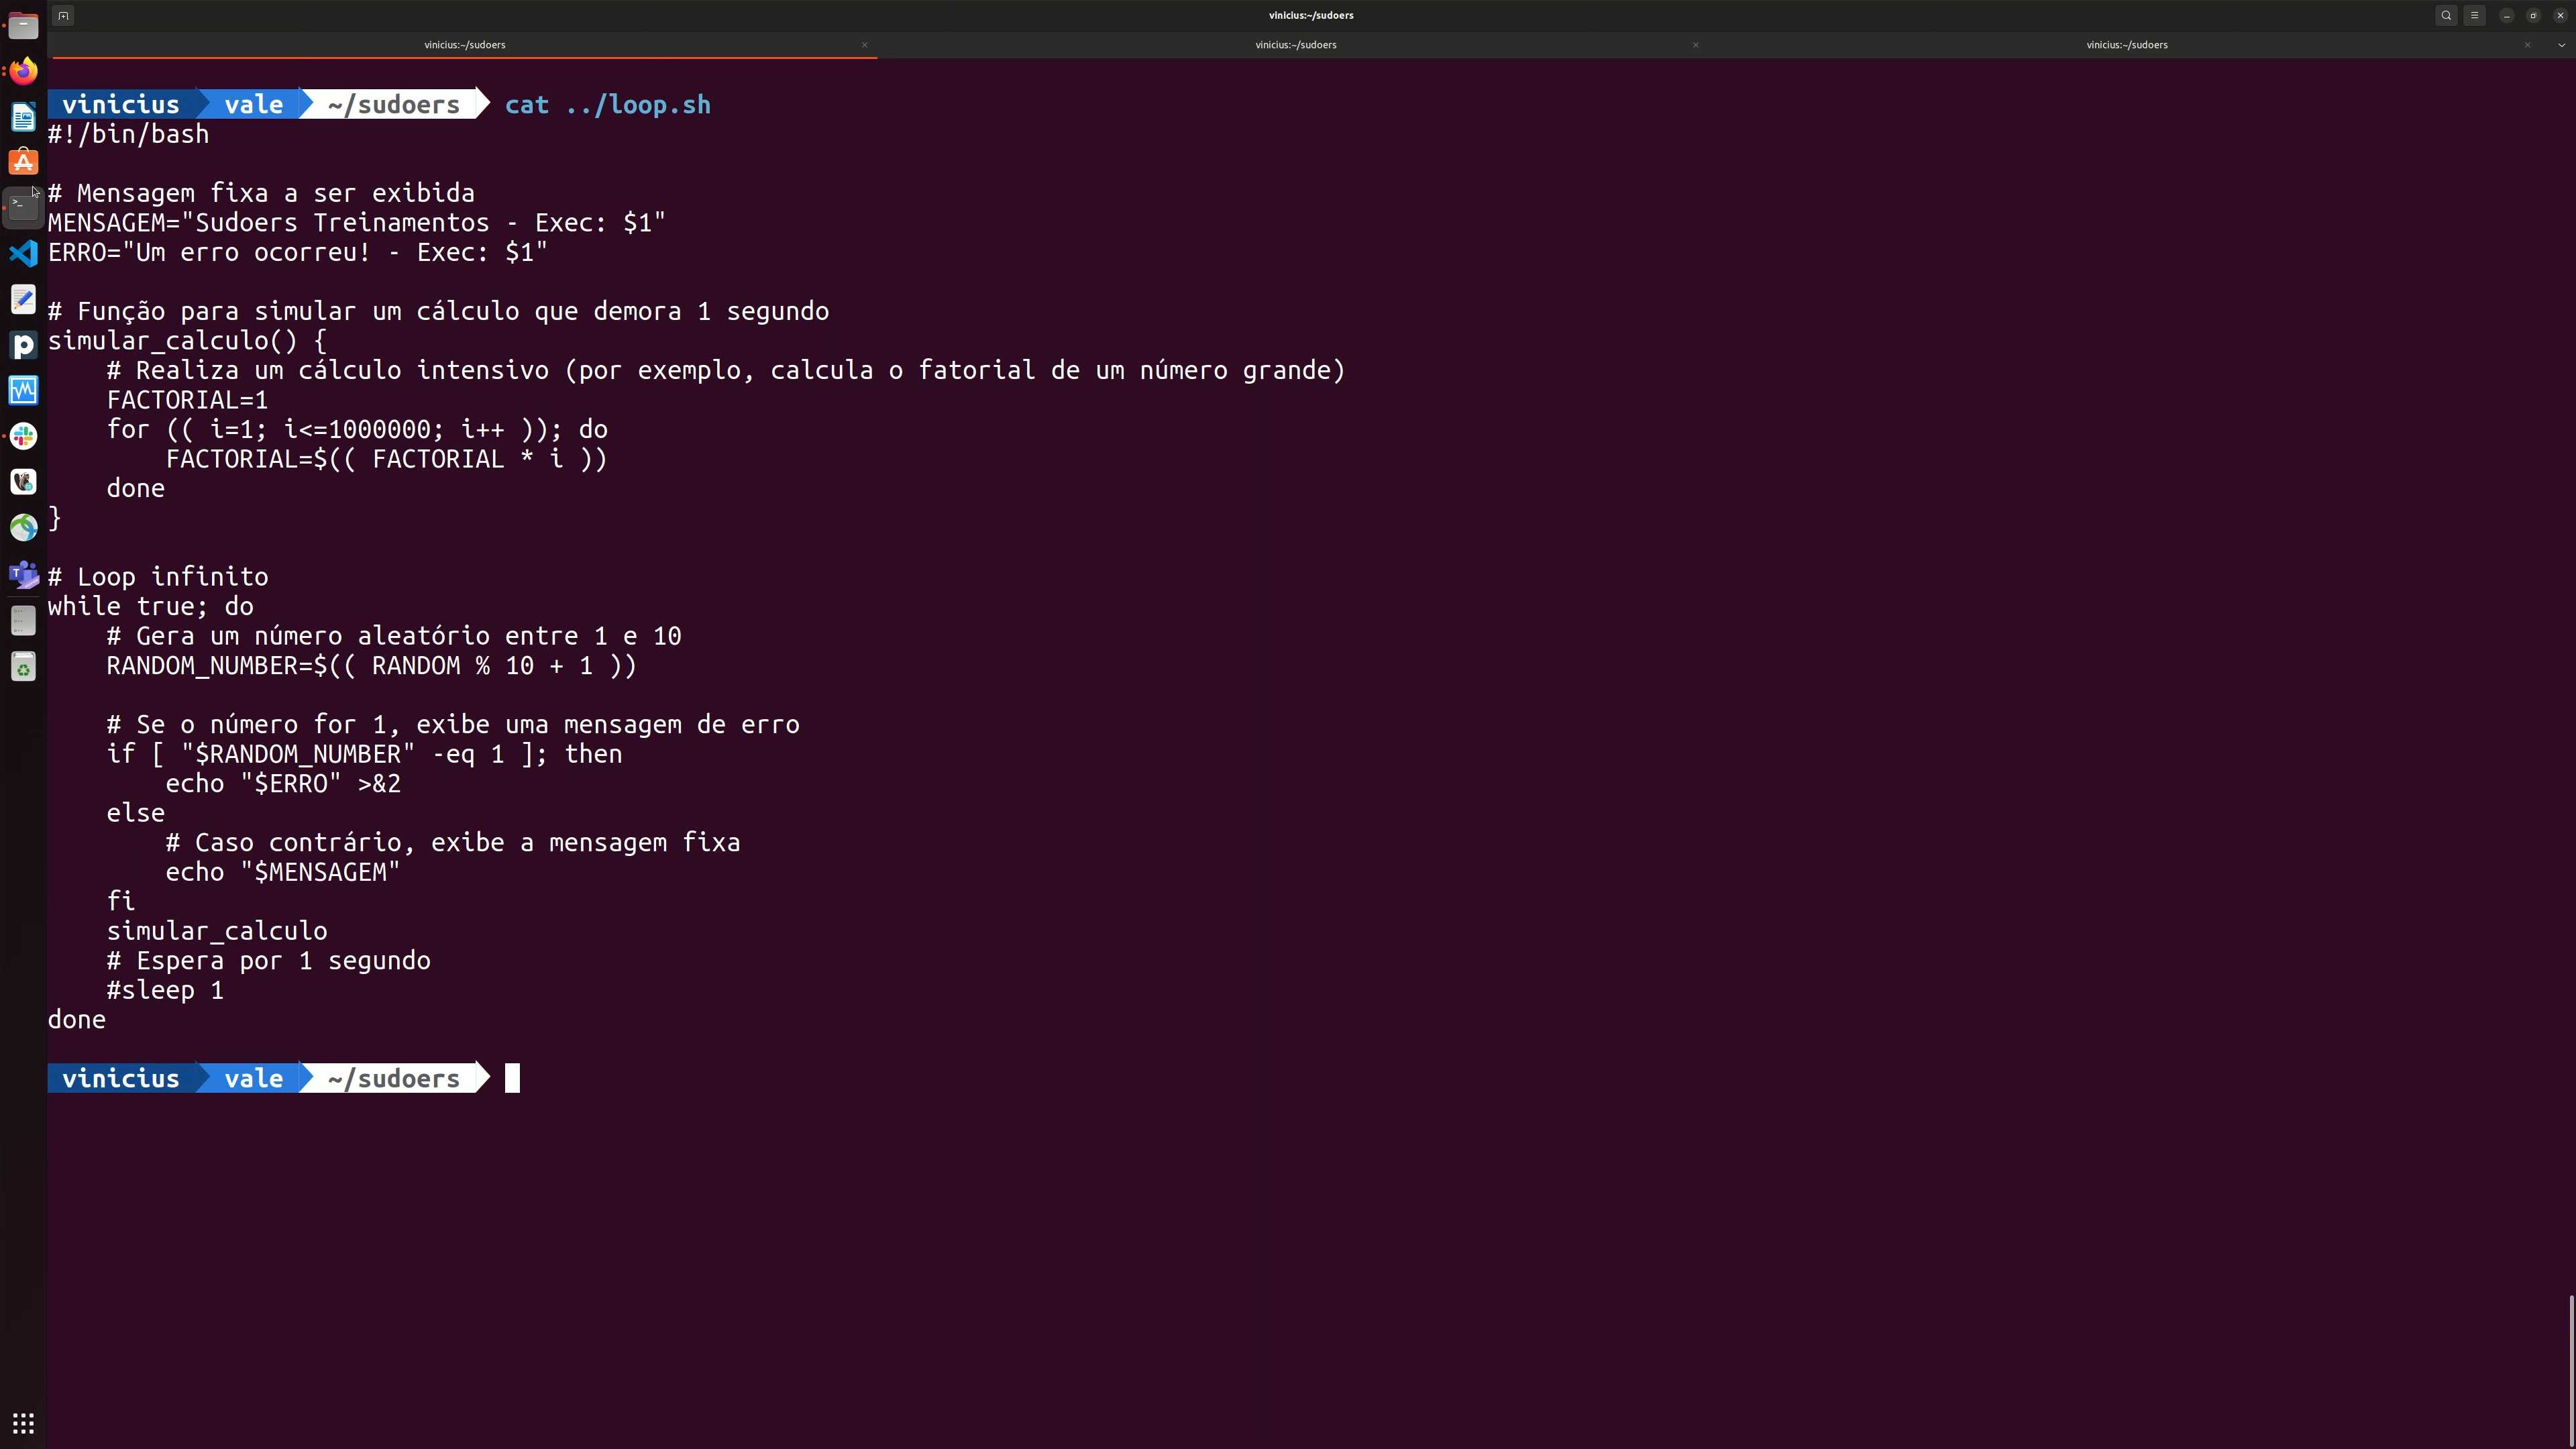 vinicius:~/sudoers
vinicius:~/sudoers
vinicius:~/sudoers
vinicius:~/sudoers
vinicius vale ~/sudoers cat ../loop.sh
#!/bin/bash
# Mensagem fixa a ser exibida
MENSAGEM="Sudoers Treinamentos - Exec: $1"
ERRO="Um erro ocorreu! - Exec: $1"
# Função para simular um cálculo que demora 1 segundo
simular_calculo() {
    # Realiza um cálculo intensivo (por exemplo, calcula o fatorial de um número grande)
    FACTORIAL=1
    for (( i=1; i<=1000000; i++ )); do
        FACTORIAL=$(( FACTORIAL * i ))
    done
}
# Loop infinito
while true; do
    # Gera um número aleatório entre 1 e 10
    RANDOM_NUMBER=$(( RANDOM % 10 + 1 ))
    # Se o número for 1, exibe uma mensagem de erro
    if [ "$RANDOM_NUMBER" -eq 1 ]; then
        echo "$ERRO" >&2
    else
        # Caso contrário, exibe a mensagem fixa
        echo "$MENSAGEM"
    fi
    simular_calculo
    # Espera por 1 segundo
    #sleep 1
done
vinicius vale ~/sudoers